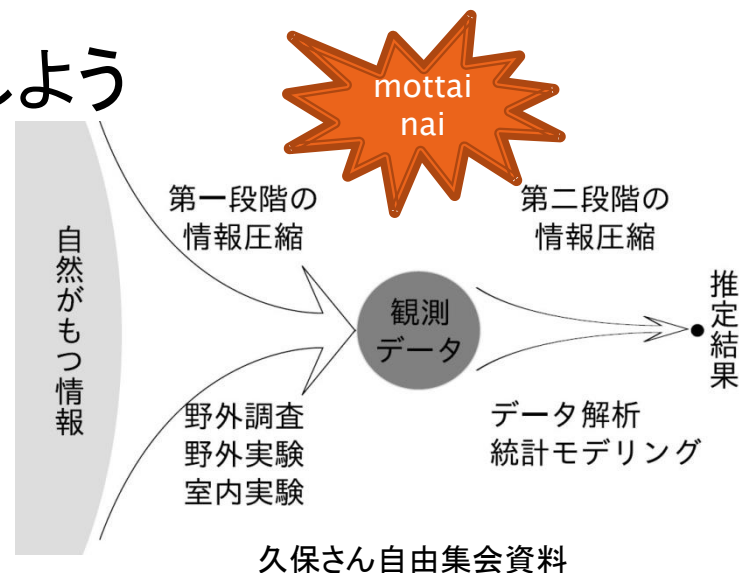 しよう
mottai
nai
第一段階の
情報圧縮
第二段階の
情報圧縮
自然がもつ情報
観測
データ
推定結果
野外調査
野外実験
室内実験
データ解析
統計モデリング
久保さん自由集会資料